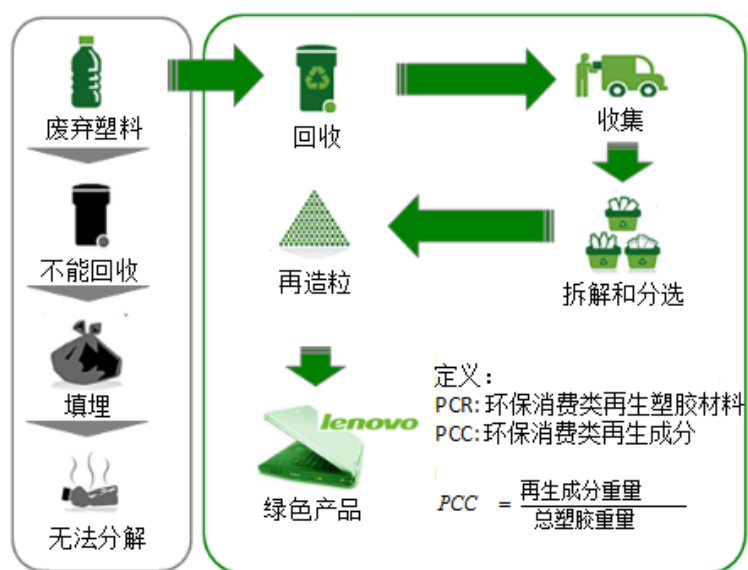 废弃塑料
不能回收
填埋
无法分解
回收
收集
拆解和分选
再造粒
lenovo
绿色产品
定义：
PCR:环保消费类再生塑胶材料
PCC:环保消费类再生成分
PCC = 再生成分重量
总塑胶重量